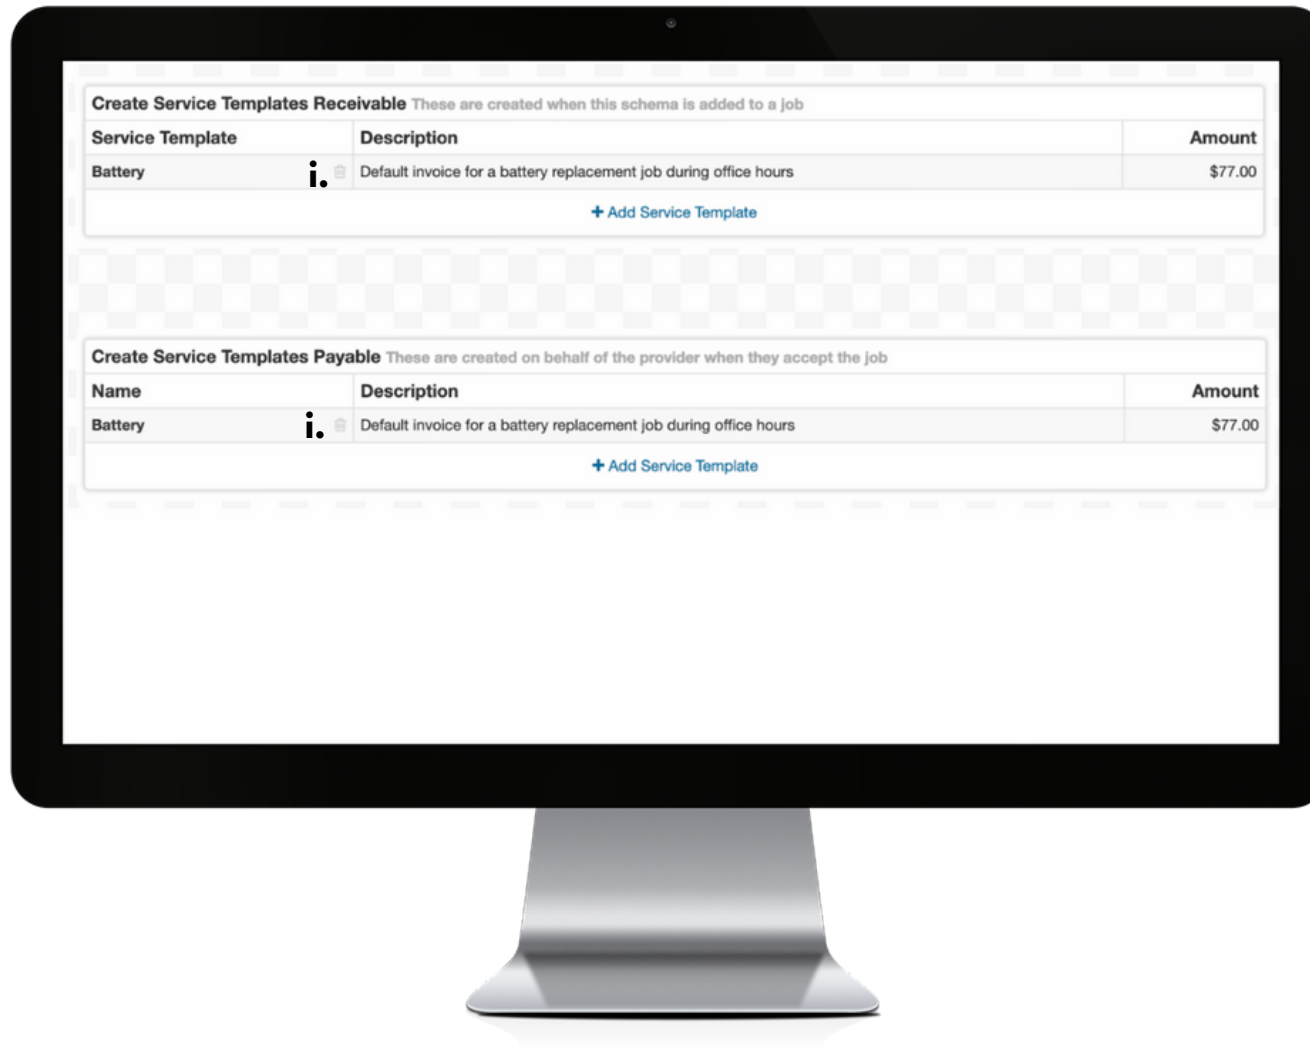 Create Service Templates Receivable These are created when this schema is added to a job
Service Template Description Amount
Battery i. Default invoice for a battery replacement job during office hours $77.00
+ Add Service Template
Create Service Templates Payable These are created on behalf of the provider when they accept the job
Name Description Amount
Battery i. Default invoice for a battery replacement job during office hours $77.00
+ Add Service Template